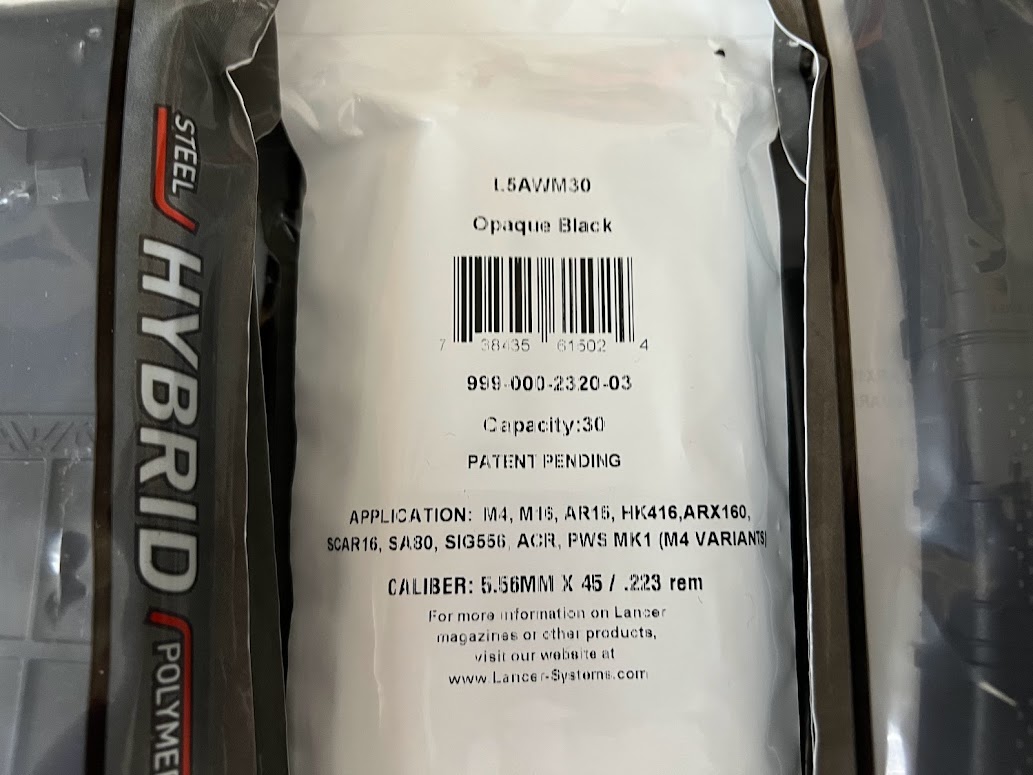 STEEL/HYBRID/POLYMER
L5AWM30
Opaque Black
7 38435 61502 4
999-000-2320-03
Capacity:30
PATENT PENDING
APPLICATION: M4, M16, AR15, HK416,ARX160,
SCAR16, SA80, SIG556, ACR, PWS MK1 (M4 VARIANTS)
CALIBER: 5.56MM X 45 / .223 rem
For more information on Lancer
magazines or other products,
visit our website at
www.Lancer-Systems.com